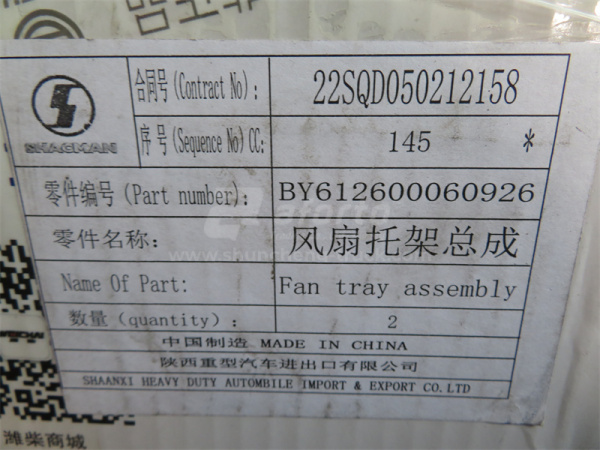 SHACMAN
合同号(Contract No): 22SQD050212158
序号(Sequence No)CC: 145 *
零件编号(Part number): BY612600060926
零件名称: 风扇托架总成
Name Of Part: Fan tray assembly
数量(quantity): 2
中国制造 MADE IN CHINA
陕西重型汽车进出口有限公司
SHAANXI HEAVY DUTY AUTOMBILE IMPORT & EXPORT CO.LTD
潍柴商城